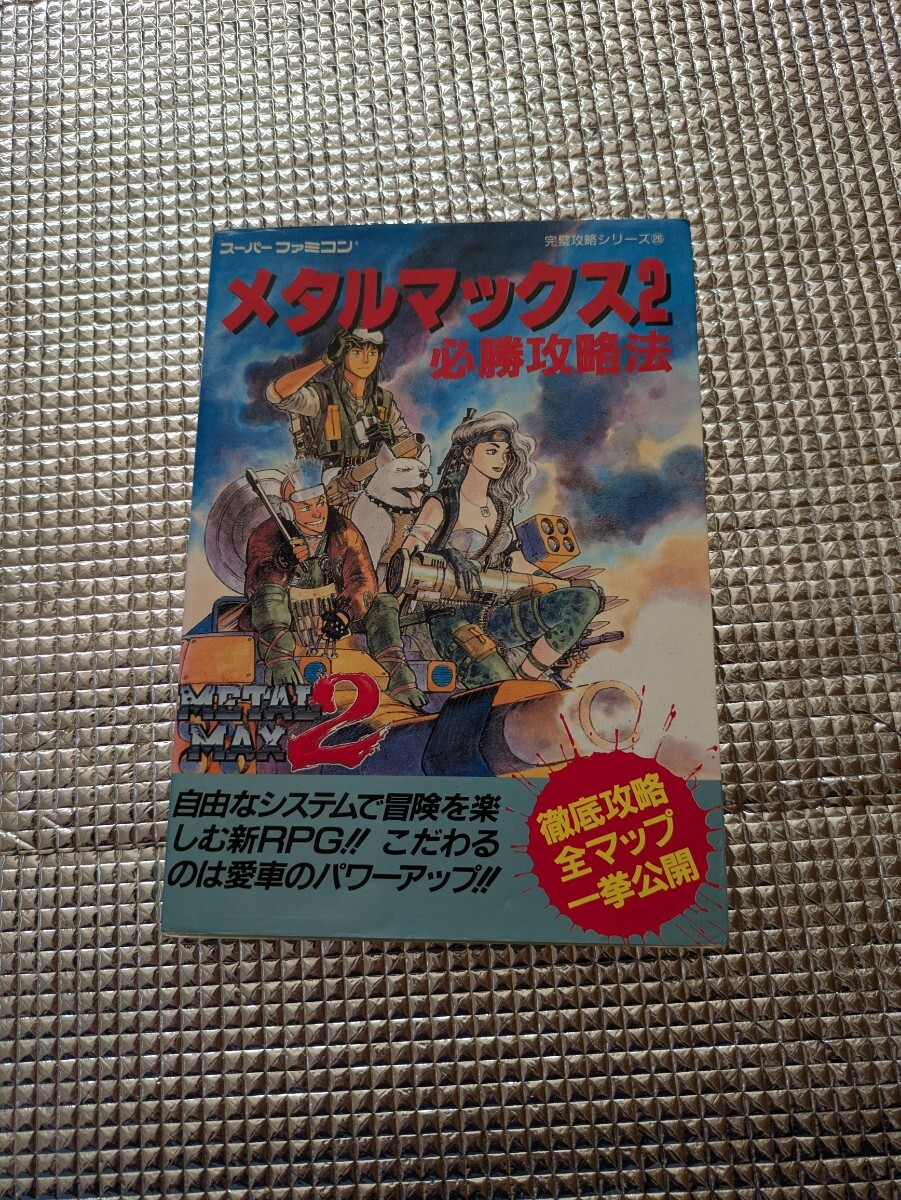 スーパーファミコン®
完璧攻略シリーズ㉖
メタルマックス2
必勝攻略法
METAL
MAX 2
自由なシステムで冒険を楽
しむ新RPG!! こだわる
のは愛車のパワーアップ!!
徹底攻略
全マップ
一挙公開